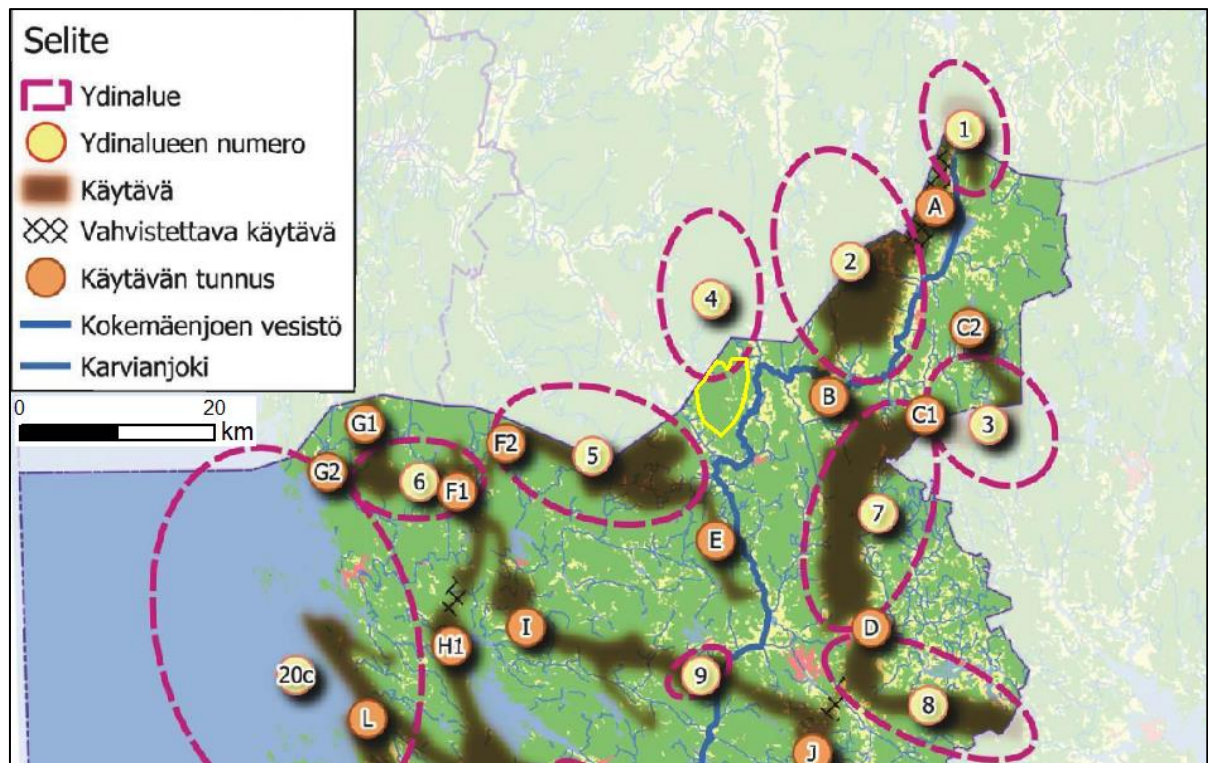 Selite
Ydinalue
Ydinalueen numero
Käytävä
Vahvistettava käytävä
Käytävän tunnus
Kokemäenjoen vesistö
Karvianjoki
0 20
km
1
A
2
4
C2
B
C1
3
G1
F2
5
G2
6
F1
7
E
I
D
H1
20c
9
8
L
J